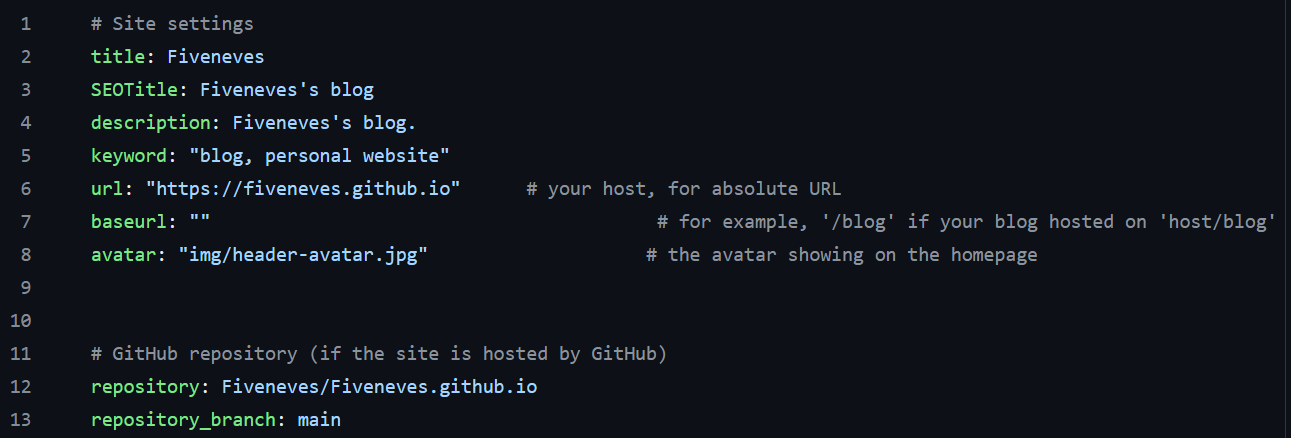 1 # Site settings
2 title: Fiveneves
3 SEOTitle: Fiveneves's blog
4 description: Fiveneves's blog.
5 keyword: "blog, personal website"
6 url: "https://fiveneves.github.io" # your host, for absolute URL
7 baseurl: "" # for example, '/blog' if your blog hosted on 'host/blog'
8 avatar: "img/header-avatar.jpg" # the avatar showing on the homepage
9
10
11 # GitHub repository (if the site is hosted by GitHub)
12 repository: Fiveneves/Fiveneves.github.io
13 repository_branch: main